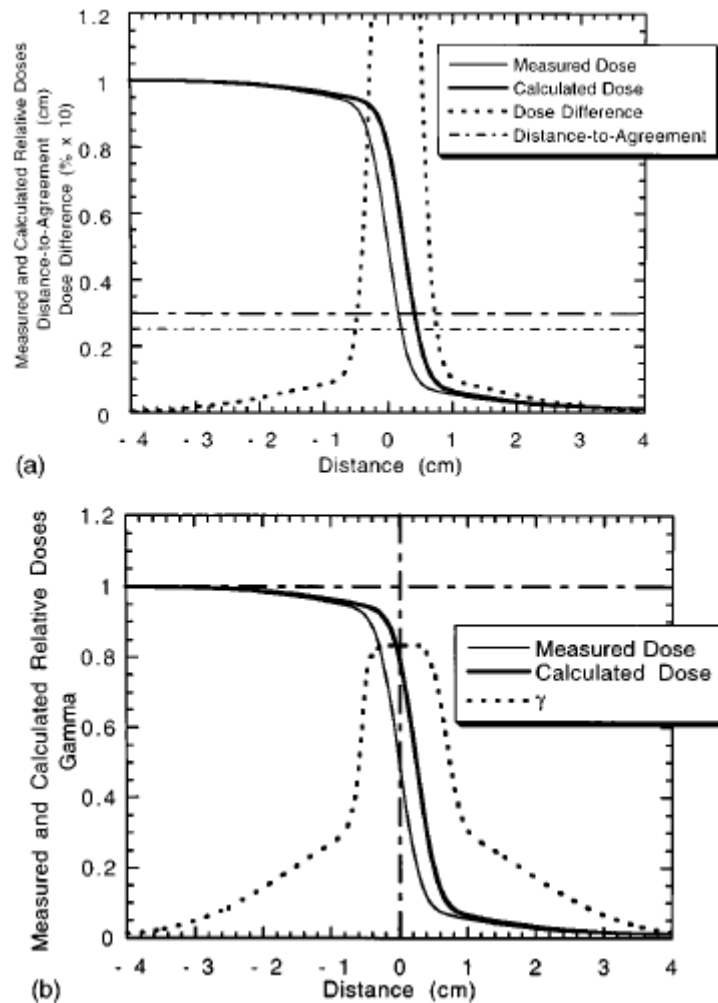 1.2
1
0.8
0.6
0.4
0.2
0
Measured and Calculated Relative Doses
Distance-to-Agreement (cm)
Dose Difference (% x 10)
Measured Dose
Calculated Dose
Dose Difference
Distance-to-Agreement
- 4 - 3 - 2 - 1 0 1 2 3 4
Distance (cm)
(a)
1.2
1
0.8
0.6
0.4
0.2
0
Measured and Calculated Relative Doses
Gamma
Measured Dose
Calculated Dose
γ
- 4 - 3 - 2 - 1 0 1 2 3 4
Distance (cm)
(b)